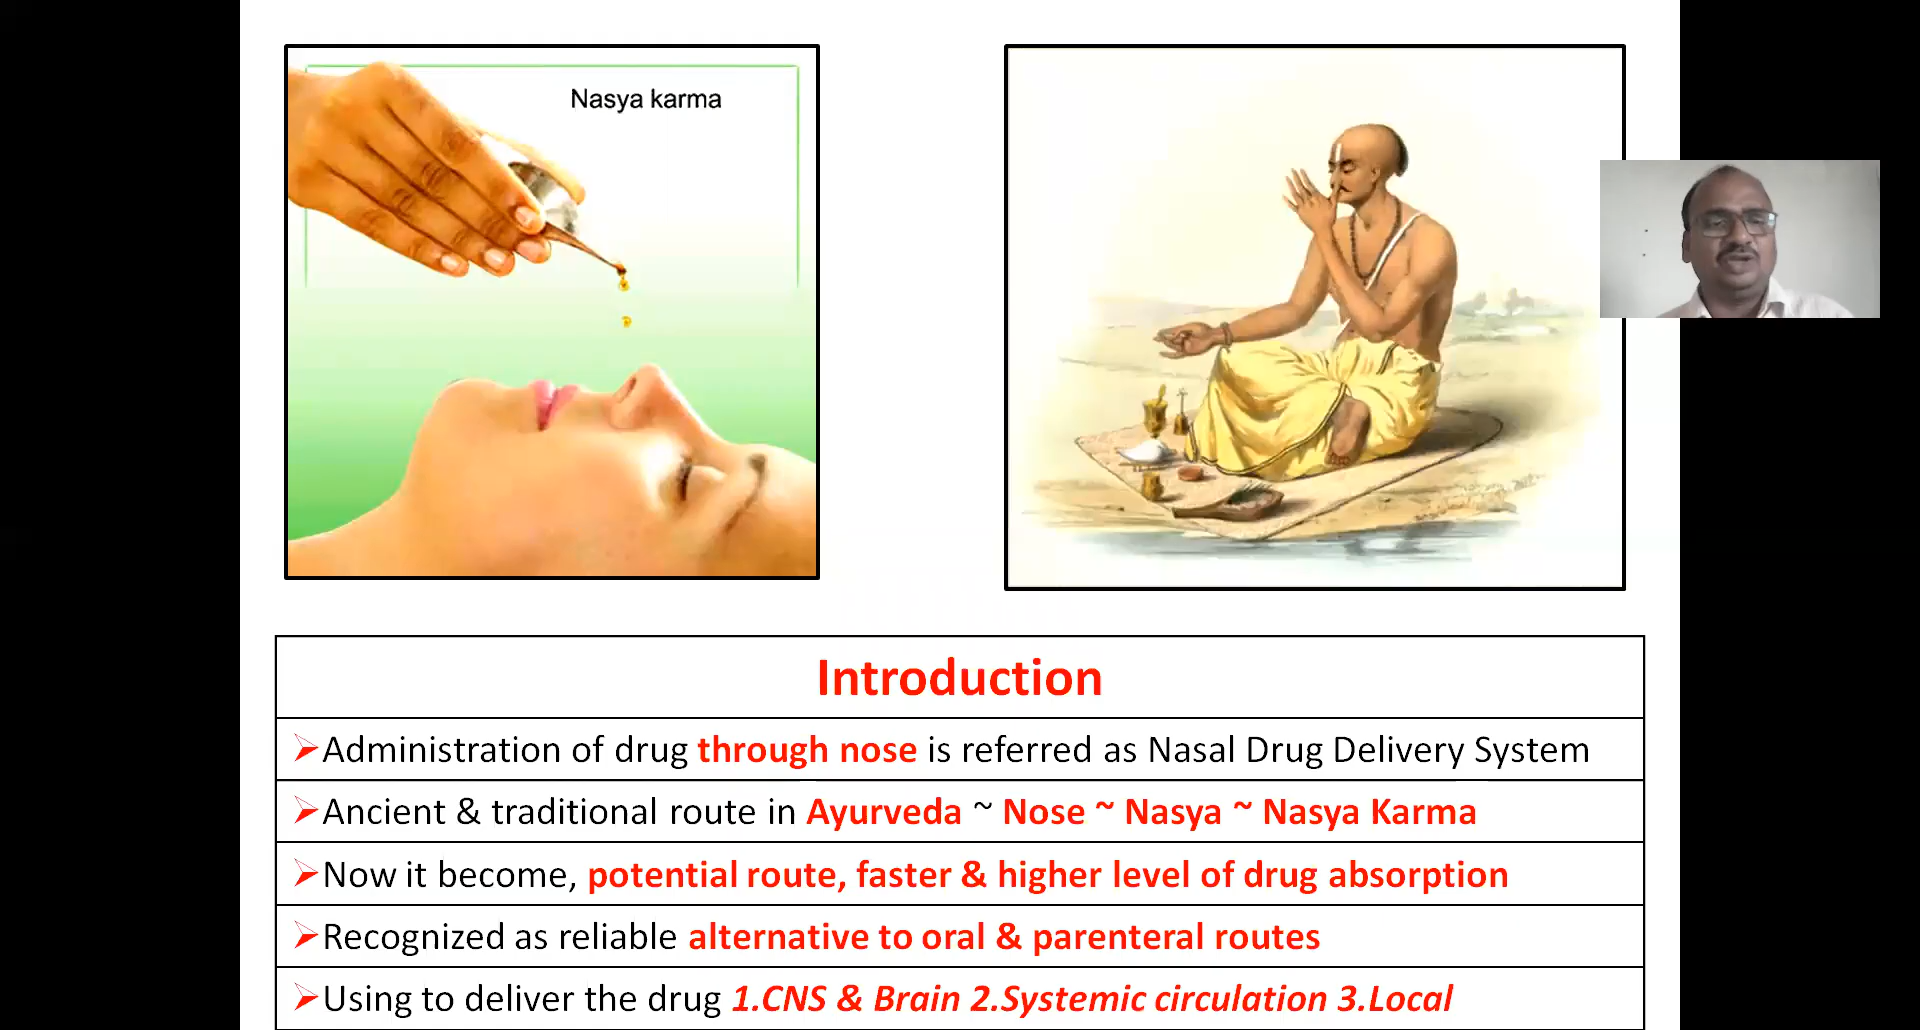 Nasya karma
Introduction
➢Administration of drug through nose is referred as Nasal Drug Delivery System
➢Ancient & traditional route in Ayurveda ~ Nose ~ Nasya ~ Nasya Karma
➢Now it become, potential route, faster & higher level of drug absorption
➢Recognized as reliable alternative to oral & parenteral routes
➢Using to deliver the drug 1.CNS & Brain 2.Systemic circulation 3.Local